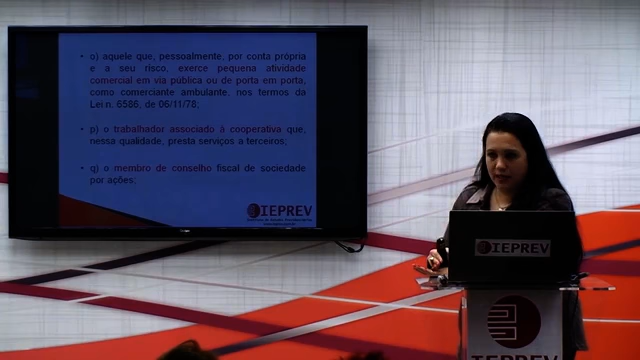 • o) aquele que, pessoalmente, por conta própria
e a seu risco, exerce pequena atividade
comercial em via pública ou de porta em porta,
como comerciante ambulante, nos termos da
Lei n. 6586, de 06/11/78;
• p) o trabalhador associado à cooperativa que,
nessa qualidade, presta serviços a terceiros;
• q) o membro de conselho fiscal de sociedade
por ações;
IEPREV
IEPREV
IEPREV